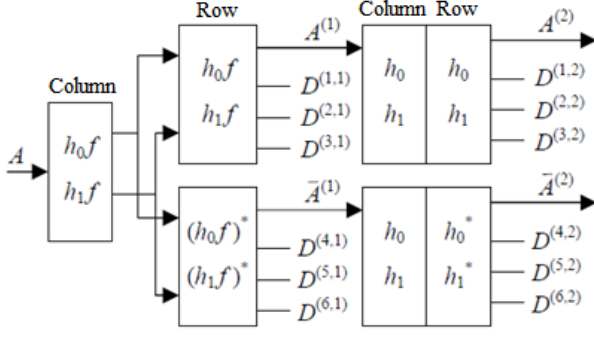 Row
Column Row
A^{(1)}
A^{(2)}
Column
h_0 f
h_1 f
D^{(1,1)}
D^{(2,1)}
D^{(3,1)}
h_0
h_1
h_0
h_1
D^{(1,2)}
D^{(2,2)}
D^{(3,2)}
A
h_0 f
h_1 f
Ā^{(1)}
Ā^{(2)}
(h_0 f)^*
(h_1 f)^*
D^{(4,1)}
D^{(5,1)}
D^{(6,1)}
h_0
h_1
h_0^*
h_1^*
D^{(4,2)}
D^{(5,2)}
D^{(6,2)}